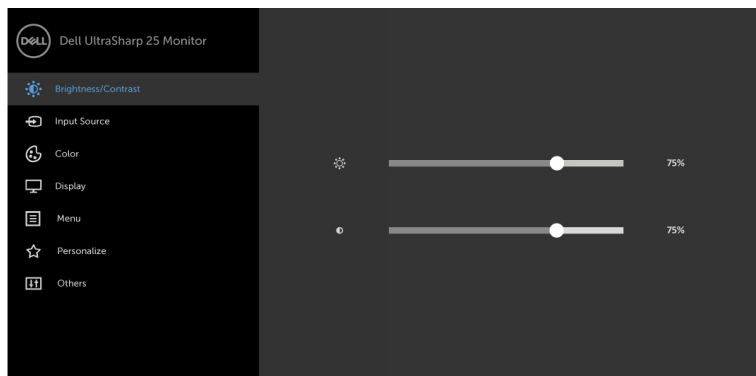 DELL
Dell UltraSharp 25 Monitor
Brightness/Contrast
Input Source
Color
75%
Display
Menu
75%
Personalize
Others